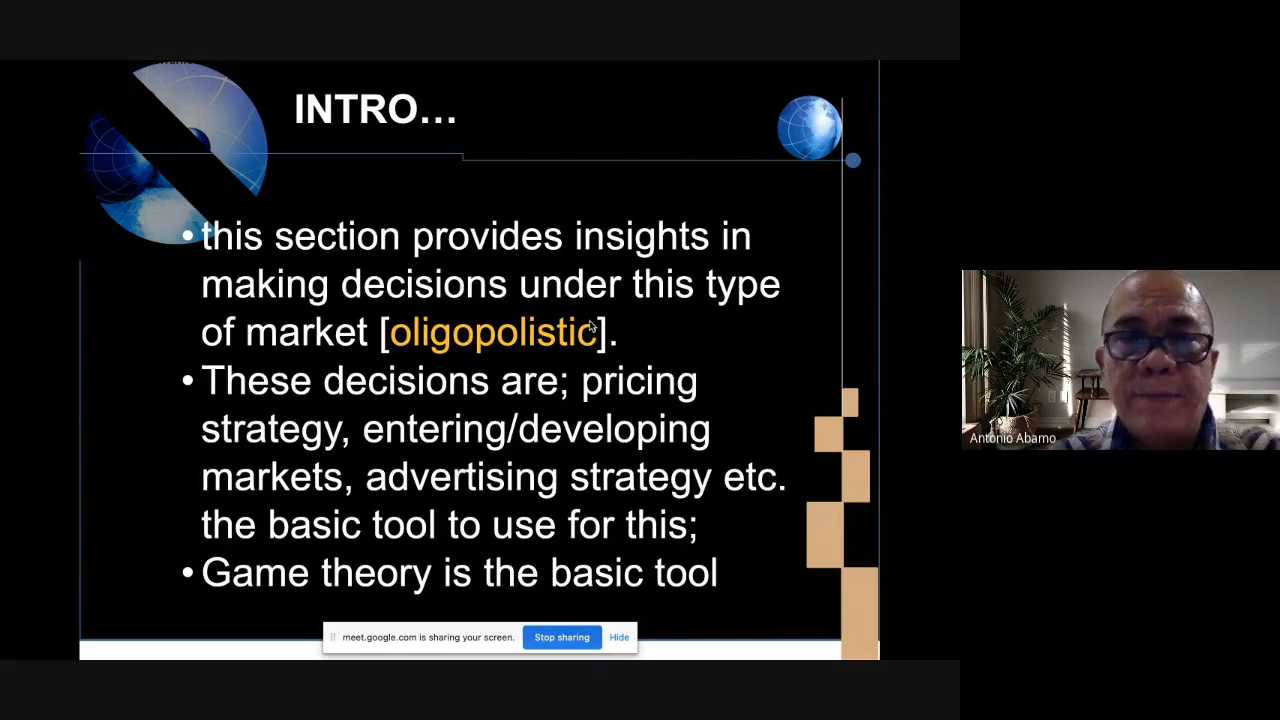 INTRO...
• this section provides insights in
making decisions under this type
of market [oligopolistic].
• These decisions are; pricing
strategy, entering/developing
markets, advertising strategy etc.
the basic tool to use for this;
• Game theory is the basic tool
meet.google.com is sharing your screen. Stop sharing Hide
Antonio Abamo